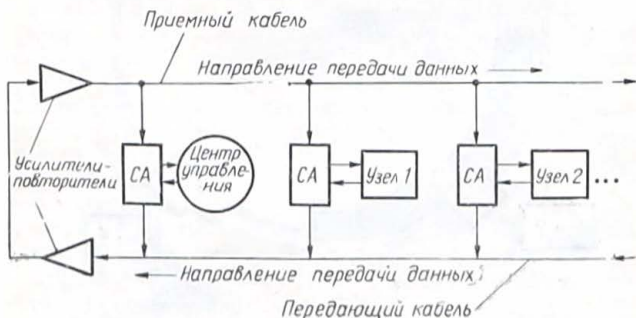 Приемный кабель
Направление передачи данных
Усилители-
повторители
СА
Центр
управле-
ния
СА
Узел 1
СА
Узел 2 ...
Направление передачи данных
Передающий кабель